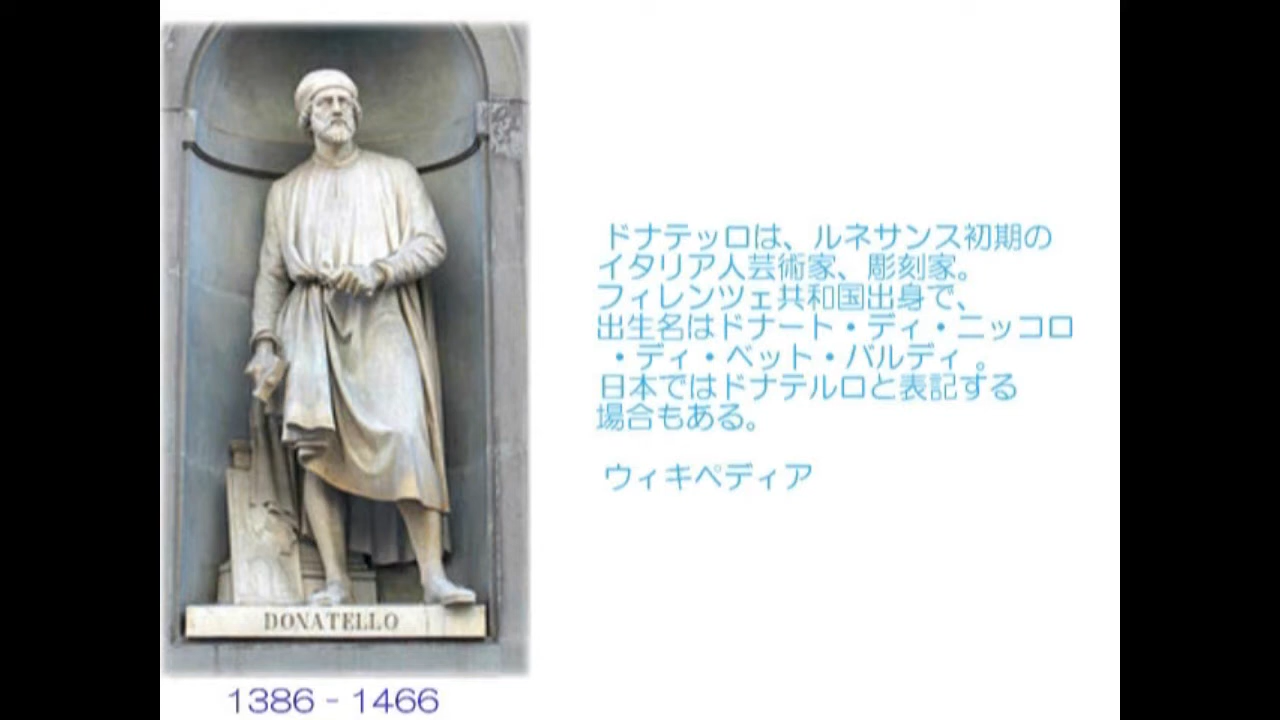 ドナテッロは、ルネサンス初期の
イタリア人芸術家、彫刻家。
フィレンツェ共和国出身で、
出生名はドナート・ディ・ニッコロ
・ディ・ベット・バルディ 。
日本ではドナテルロと表記する
場合もある。
ウィキペディア
DONATELLO
1386 - 1466